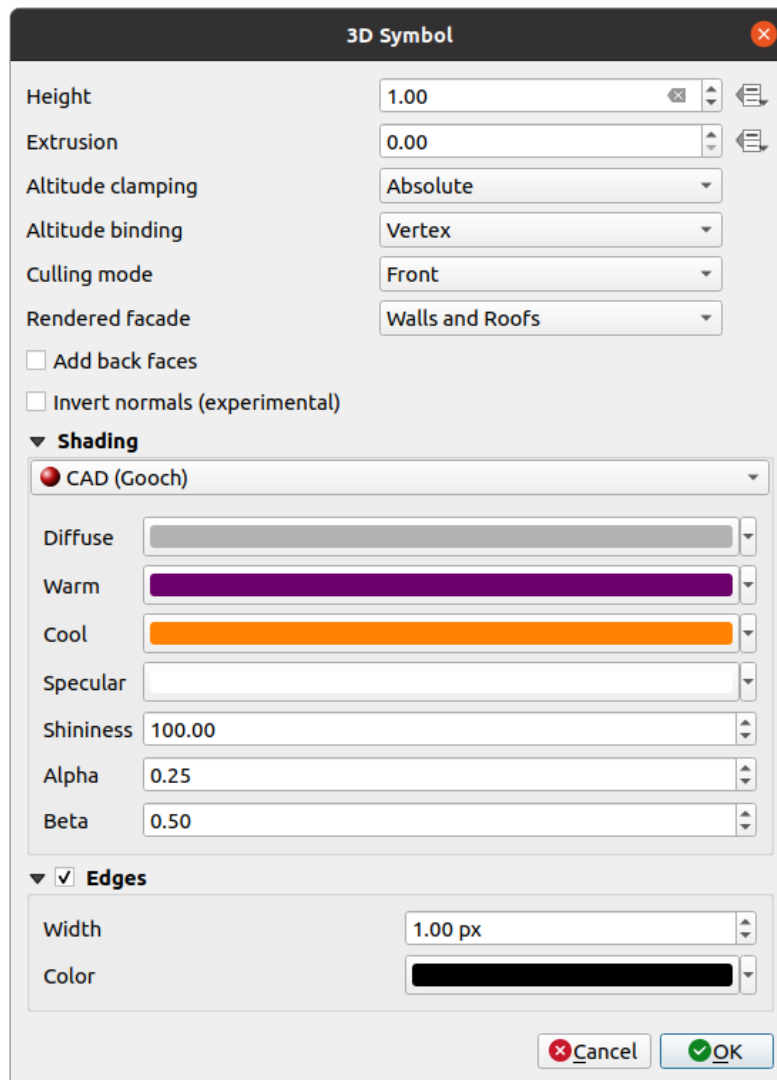 3D Symbol
Height 1.00
Extrusion 0.00
Altitude clamping Absolute
Altitude binding Vertex
Culling mode Front
Rendered facade Walls and Roofs
Add back faces
Invert normals (experimental)
Shading
CAD (Gooch)
Diffuse
Warm
Cool
Specular
Shininess 100.00
Alpha 0.25
Beta 0.50
Edges
Width 1.00 px
Color
Cancel OK